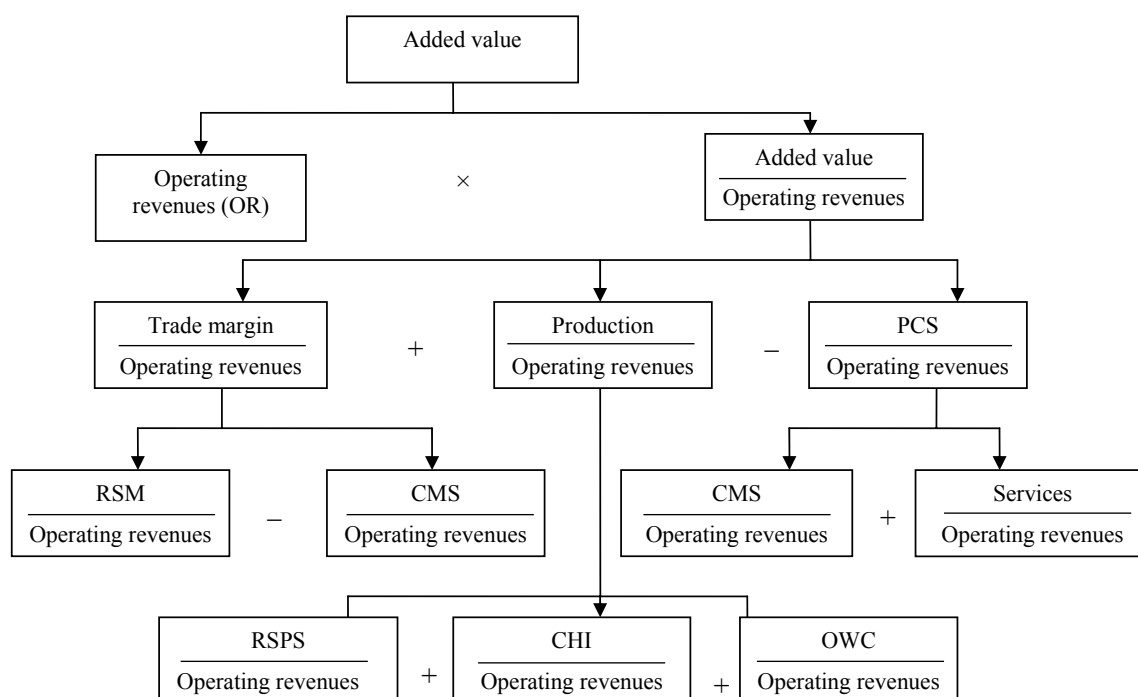 Added value
Operating
revenues (OR)
×
Added value
Operating revenues
Trade margin
Operating revenues
+
Production
Operating revenues
–
PCS
Operating revenues
RSM
Operating revenues
–
CMS
Operating revenues
CMS
Operating revenues
+
Services
Operating revenues
RSPS
Operating revenues
+
CHI
Operating revenues
+
OWC
Operating revenues